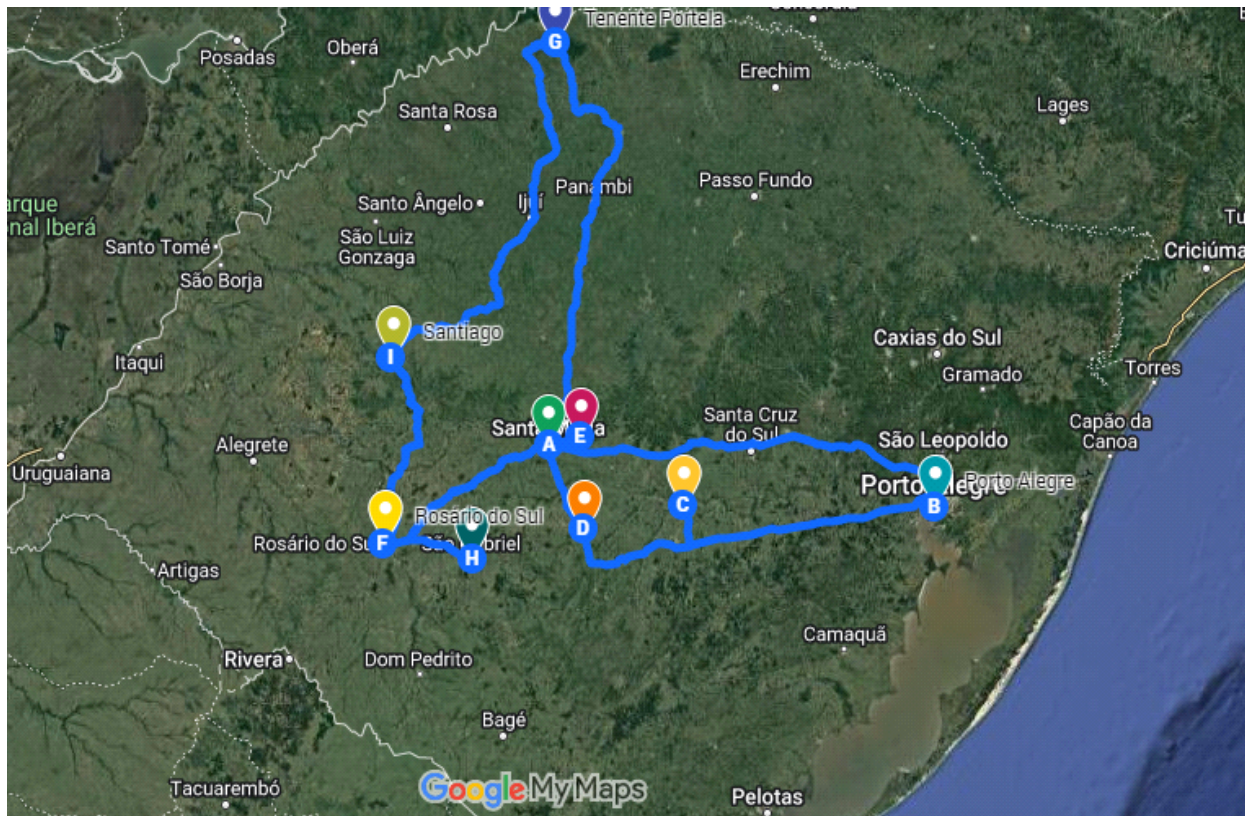 Tenente Portela
G
Posadas
Oberá
Erechim
Lages
Santa Rosa
Panambi
Passo Fundo
Santo Ângelo
Ijuí
arque
nal Iberá
Tu
São Luiz
Gonzaga
Santo Tomé
Criciúma
São Borja
Santiago
I
Caxias do Sul
Itaqui
Gramado
Torres
Santa Cruz
do Sul
Capão da
Canoa
A
E
Alegrete
São Leopoldo
Uruguaiana
Porto Alegre
B
C
D
Rosário do Sul
F
H
Artigas
Camaquã
Rivera
Dom Pedrito
Bagé
Google My Maps
Tacuarembó
Pelotas